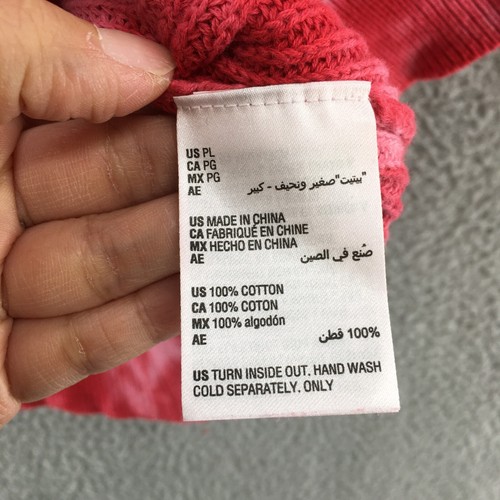 US PL
CA PG
MX PG
AE "بيتيت"صغير ونحيف - كبير
US MADE IN CHINA
CA FABRIQUÉ EN CHINE
MX HECHO EN CHINA
AE صُنع في الصين
US 100% COTTON
CA 100% COTON
MX 100% algodón
AE 100% قطن
US TURN INSIDE OUT. HAND WASH
COLD SEPARATELY. ONLY